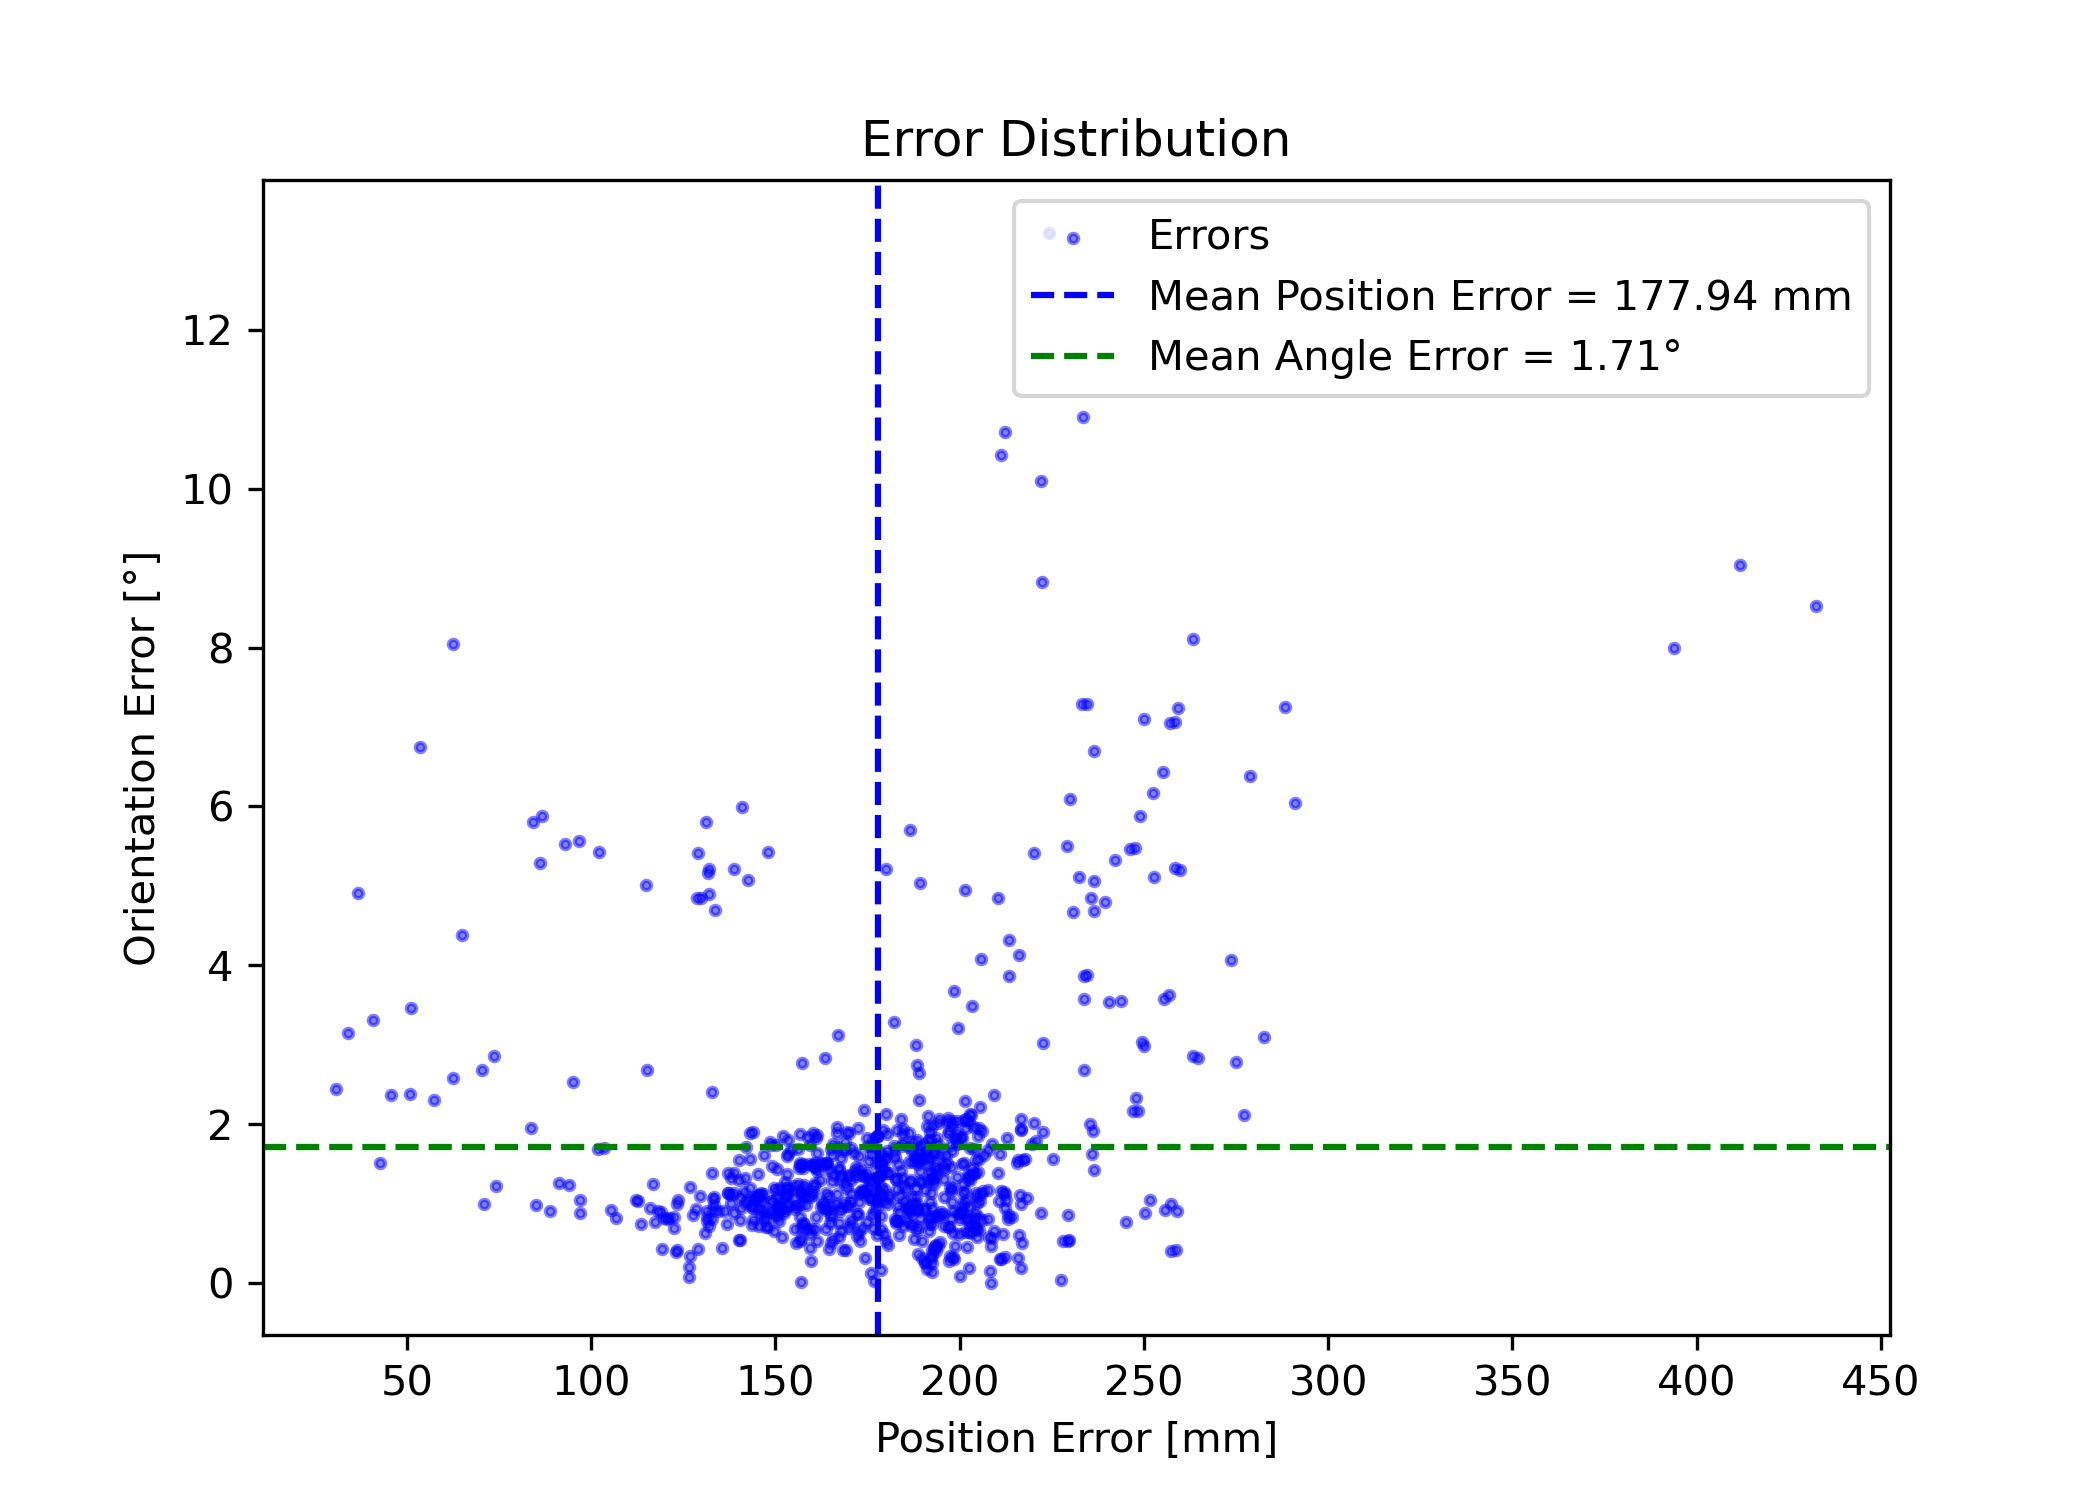 Error Distribution
Errors
Mean Position Error = 177.94 mm
Mean Angle Error = 1.71°
Orientation Error [°]
12
10
8
6
4
2
0
50 100 150 200 250 300 350 400 450
Position Error [mm]